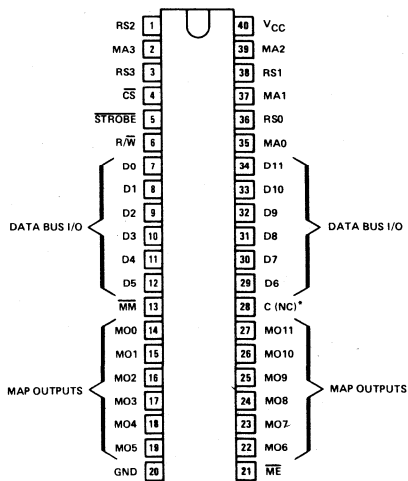 RS2 1 40 VCC
MA3 2 39 MA2
RS3 3 38 RS1
CS 4 37 MA1
STROBE 5 36 RS0
R/W 6 35 MA0
D0 7 34 D11
D1 8 33 D10
D2 9 32 D9
DATA BUS I/O DATA BUS I/O
D3 10 31 D8
D4 11 30 D7
D5 12 29 D6
MM 13 28 C (NC)*
MO0 14 27 MO11
MO1 15 26 MO10
MO2 16 25 MO9
MAP OUTPUTS MAP OUTPUTS
MO3 17 24 MO8
MO4 18 23 MO7
MO5 19 22 MO6
GND 20 21 ME